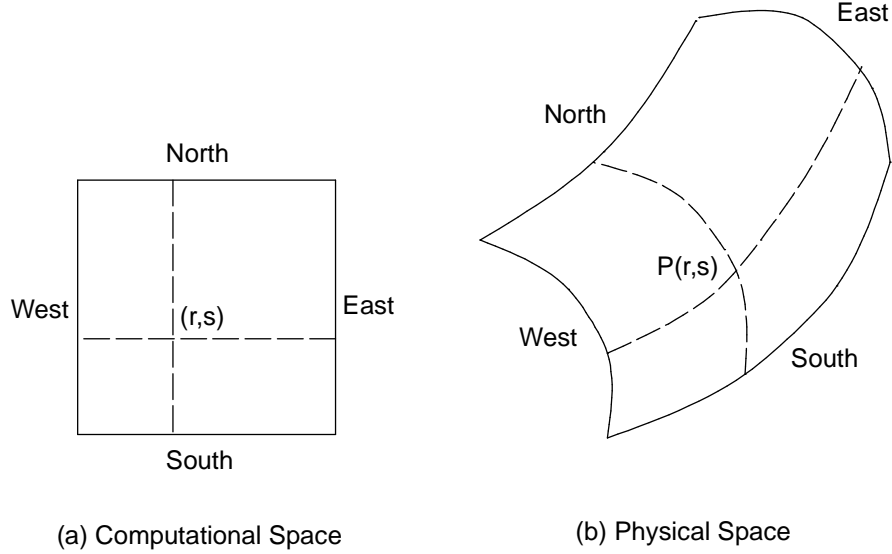 North
West
(r,s)
East
South
(a) Computational Space
East
North
P(r,s)
West
South
(b) Physical Space